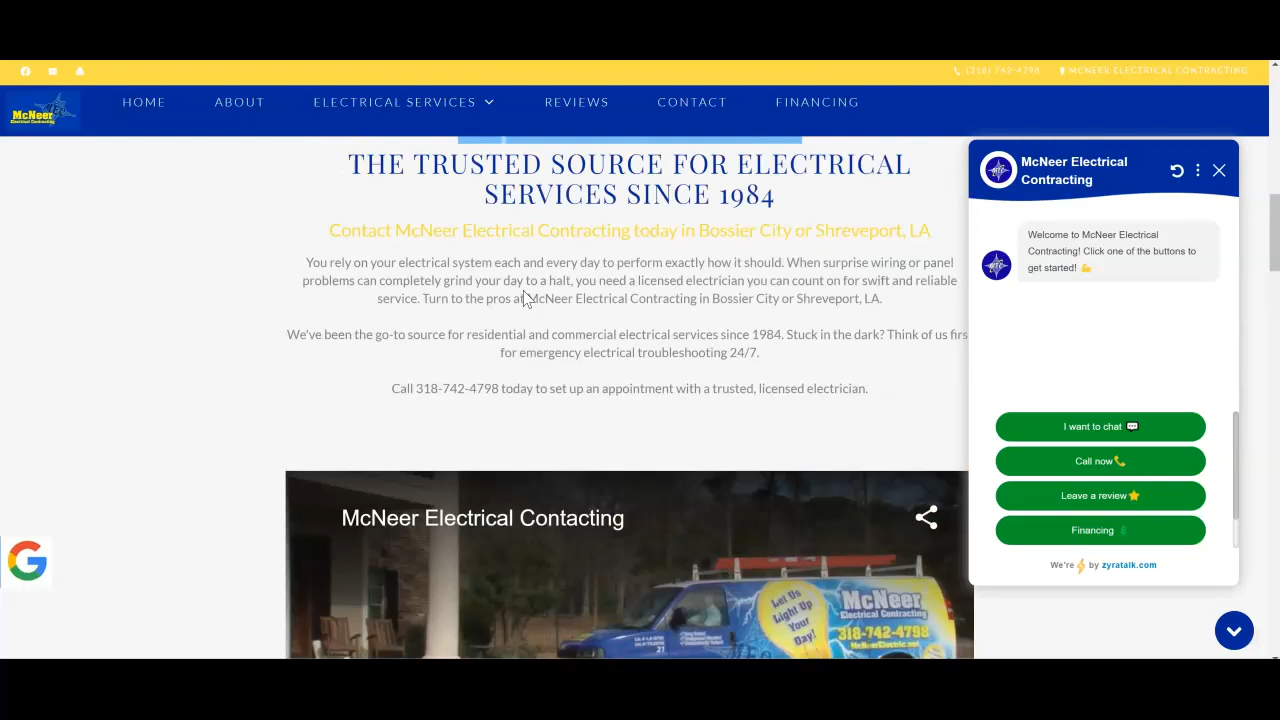 (318) 742-4798
MCNEER ELECTRICAL CONTRACTING
McNeer
Electrical Contracting
HOME
ABOUT
ELECTRICAL SERVICES
REVIEWS
CONTACT
FINANCING
THE TRUSTED SOURCE FOR ELECTRICAL
SERVICES SINCE 1984
Contact McNeer Electrical Contracting today in Bossier City or Shreveport, LA
You rely on your electrical system each and every day to perform exactly how it should. When surprise wiring or panel
problems can completely grind your day to a halt, you need a licensed electrician you can count on for swift and reliable
service. Turn to the pros at McNeer Electrical Contracting in Bossier City or Shreveport, LA.
We've been the go-to source for residential and commercial electrical services since 1984. Stuck in the dark? Think of us firs
for emergency electrical troubleshooting 24/7.
Call 318-742-4798 today to set up an appointment with a trusted, licensed electrician.
McNeer Electrical Contacting
Let Us
Light Up
Your
Day!
McNeer
Electrical Contracting
318-742-4798
McNeerElectric.net
21
McNeer Electrical
Contracting
Welcome to McNeer Electrical
Contracting! Click one of the buttons to
get started! 💪
I want to chat 💬
Call now📞
Leave a review⭐
Financing 💲
We're ⚡ by zyratalk.com